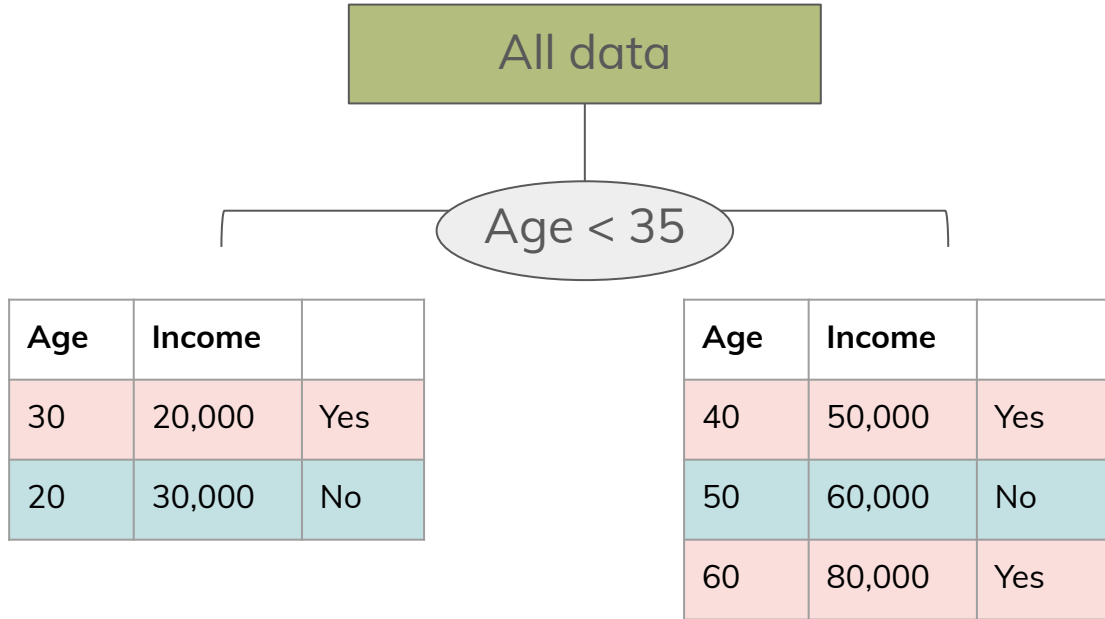 All data
Age < 35
Age Income
30 20,000 Yes
20 30,000 No
Age Income
40 50,000 Yes
50 60,000 No
60 80,000 Yes